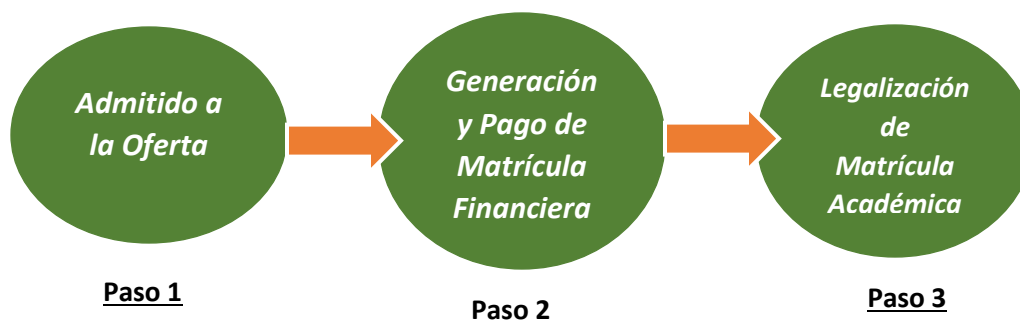 Admitido a
la Oferta
Generación
y Pago de
Matrícula
Financiera
Legalización
de
Matrícula
Académica
Paso 1
Paso 2
Paso 3